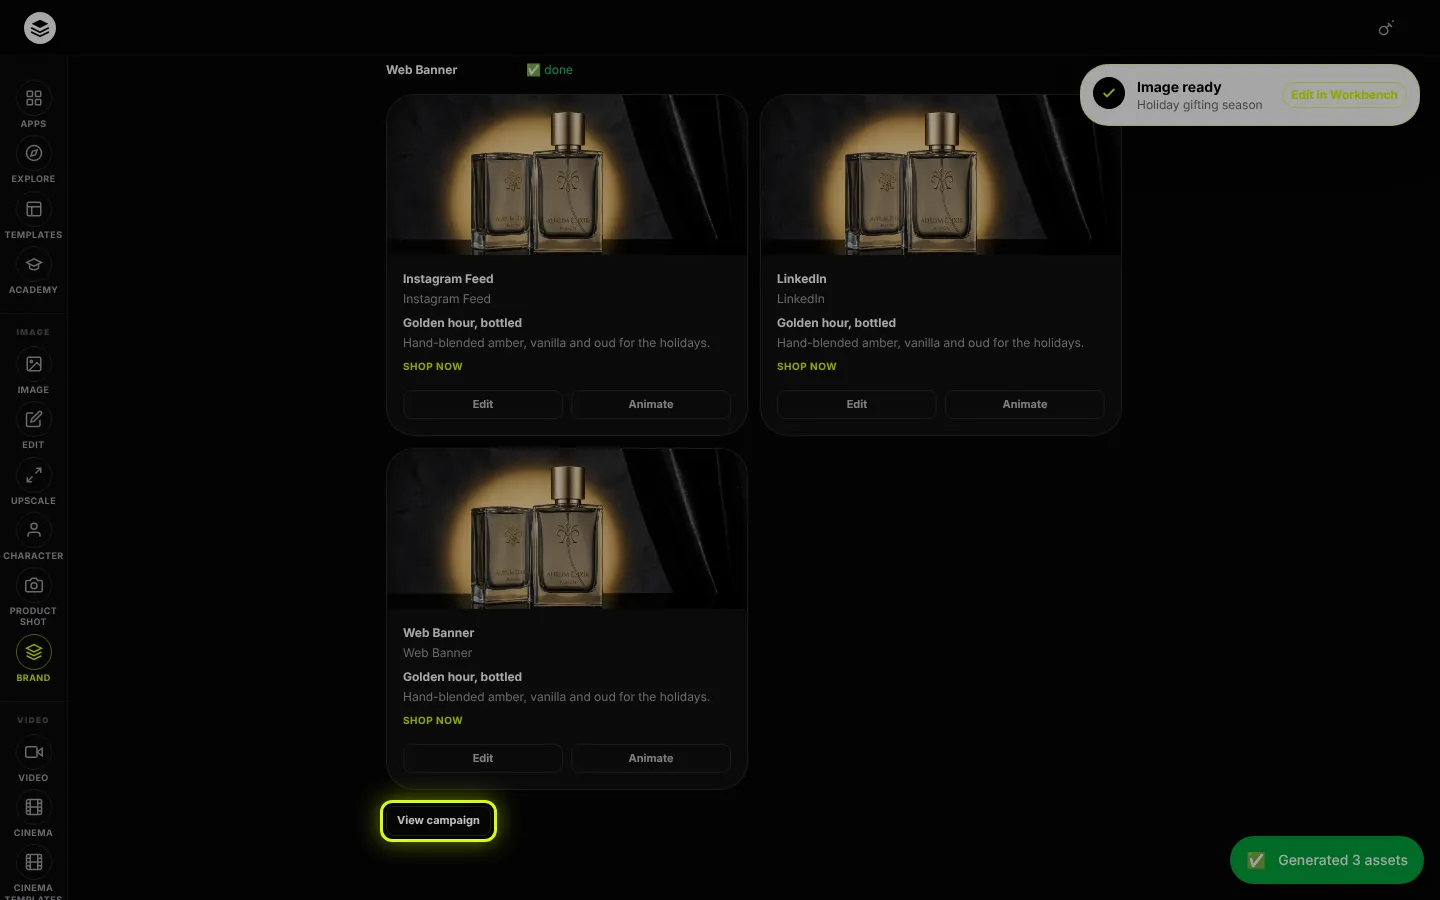 Web Banner
✅ done
Image ready
Holiday gifting season
Edit in Workbench
APPS
EXPLORE
TEMPLATES
ACADEMY
IMAGE
IMAGE
EDIT
UPSCALE
CHARACTER
PRODUCT
SHOT
BRAND
VIDEO
VIDEO
CINEMA
CINEMA
TEMPLATES
Instagram Feed
Instagram Feed
Golden hour, bottled
Hand-blended amber, vanilla and oud for the holidays.
SHOP NOW
Edit
Animate
LinkedIn
LinkedIn
Golden hour, bottled
Hand-blended amber, vanilla and oud for the holidays.
SHOP NOW
Edit
Animate
Web Banner
Web Banner
Golden hour, bottled
Hand-blended amber, vanilla and oud for the holidays.
SHOP NOW
Edit
Animate
View campaign
✅ Generated 3 assets